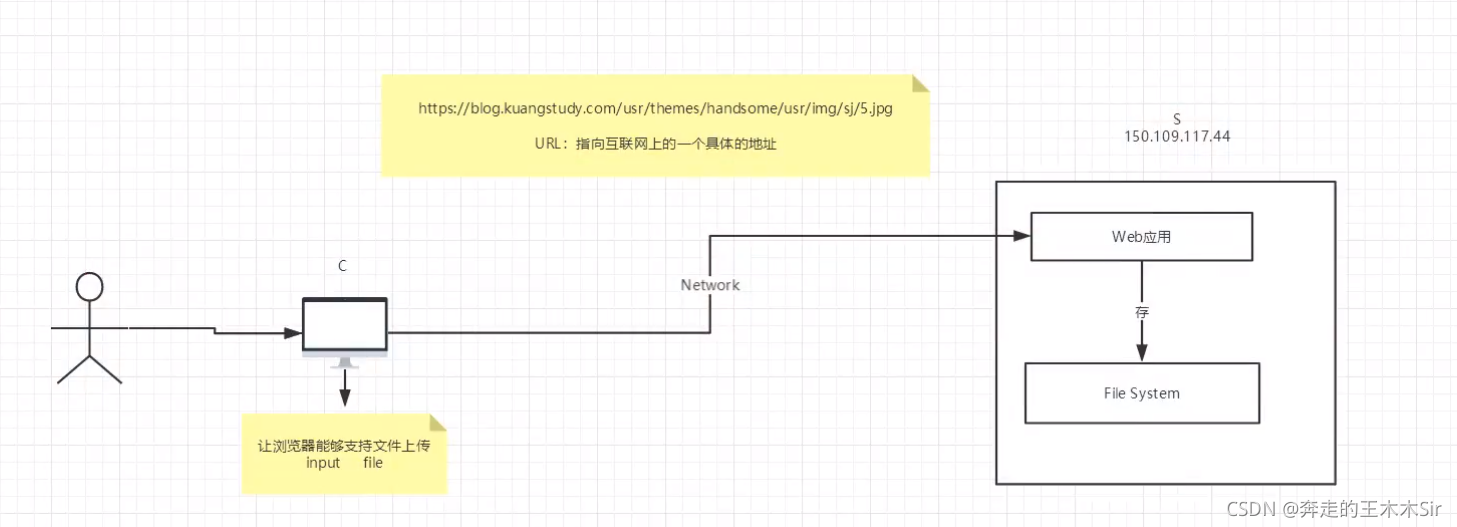 https://blog.kuangstudy.com/usr/themes/handsome/usr/img/sj/5.jpg
URL：指向互联网上的一个具体的地址
S
150.109.117.44
Web应用
C
Network
存
File System
让浏览器能够支持文件上传
input file
CSDN @奔走的王木木Sir